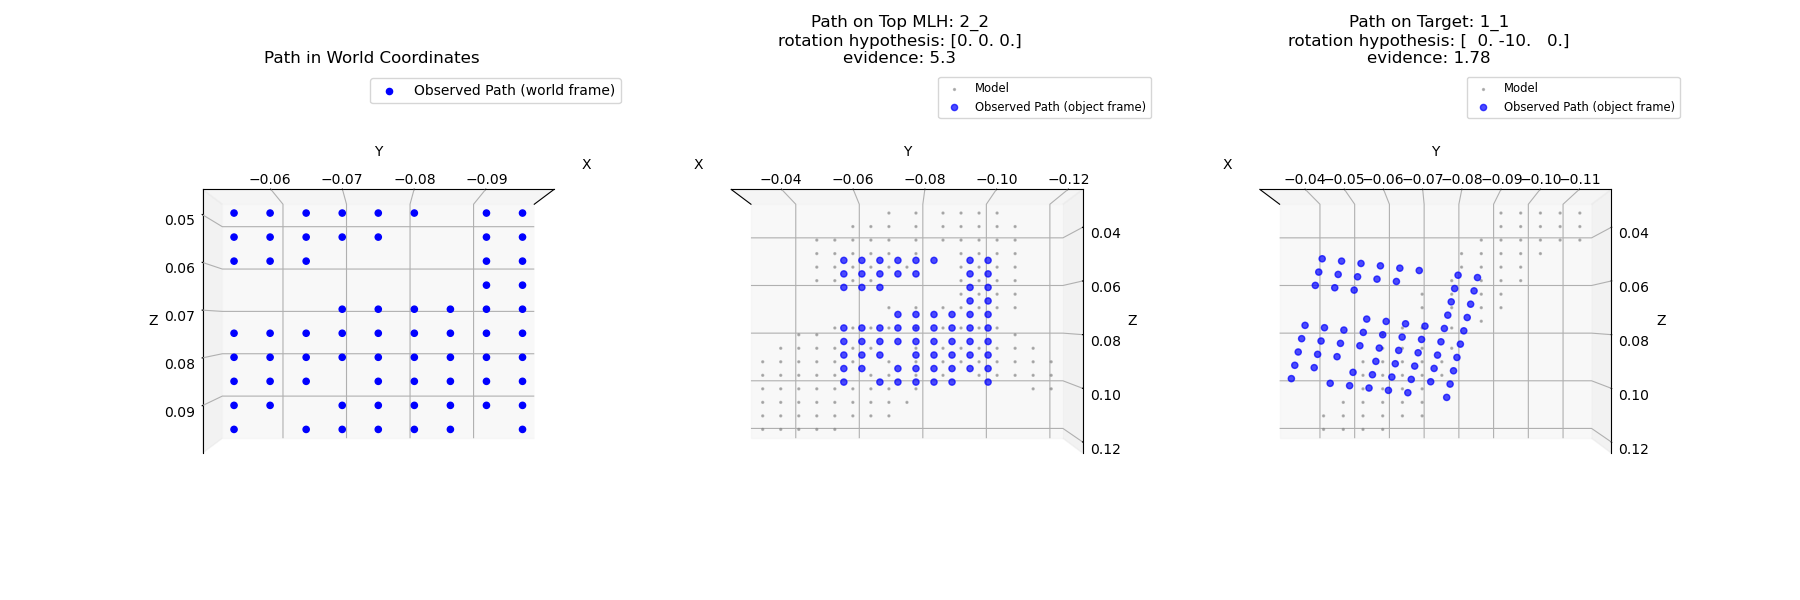 Path in World Coordinates
Observed Path (world frame)
Y
X
−0.06 −0.07 −0.08 −0.09
0.05
0.06
0.07
Z
0.08
0.09
Path on Top MLH: 2_2
rotation hypothesis: [0. 0. 0.]
evidence: 5.3
Model
Observed Path (object frame)
Y
X
−0.04 −0.06 −0.08 −0.10 −0.12
0.04
0.06
Z
0.08
0.10
0.12
Path on Target: 1_1
rotation hypothesis: [  0. -10.   0.]
evidence: 1.78
Model
Observed Path (object frame)
Y
X
−0.04 −0.05 −0.06 −0.07 −0.08 −0.09 −0.10 −0.11
0.04
0.06
Z
0.08
0.10
0.12